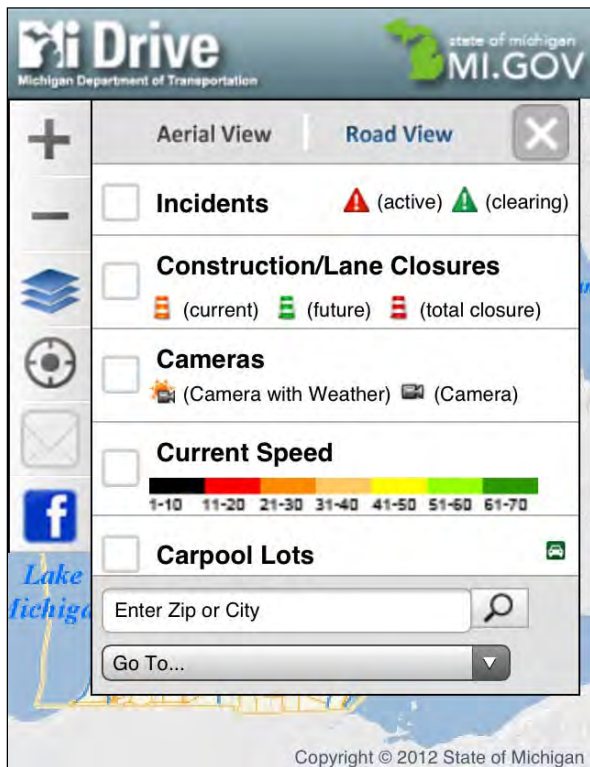 Mi Drive
Michigan Department of Transportation
state of michigan
MI.GOV
Aerial View Road View
Incidents (active) (clearing)
Construction/Lane Closures
(current) (future) (total closure)
Cameras
(Camera with Weather) (Camera)
Current Speed
1-10 11-20 21-30 31-40 41-50 51-60 61-70
Carpool Lots
f
Lake
Enter Zip or City
Go To...
Copyright © 2012 State of Michigan